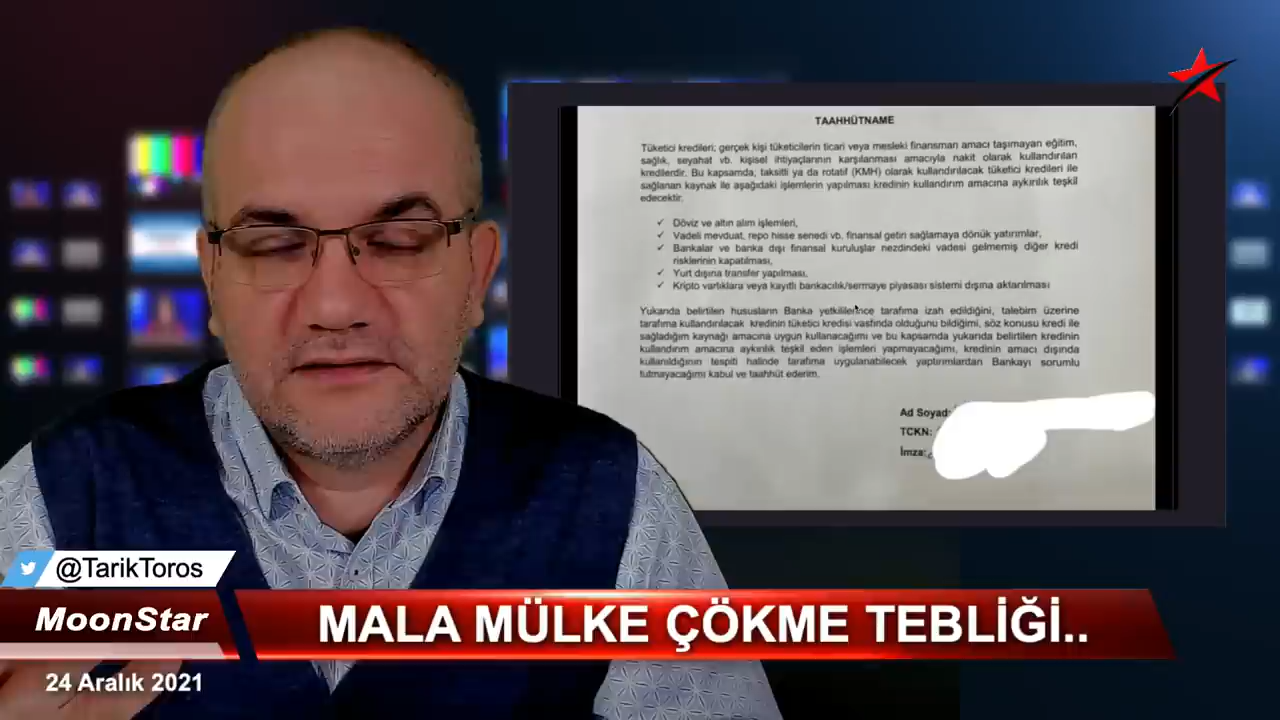 TAAHHÜTNAME
Tüketici kredileri; gerçek kişi tüketicilerin ticari veya mesleki finansman amacı taşımayan eğitim,
sağlık, seyahat vb. kişisel ihtiyaçlarının karşılanması amacıyla nakit olarak kullandırılan
kredilerdir. Bu kapsamda, taksitli ya da rotatif (KMH) olarak kullandırılacak tüketici kredileri ile
sağlanan kaynak ile aşağıdaki işlemlerin yapılması kredinin kullandırım amacına aykırılık teşkil
edecektir.
✓ Döviz ve altın alım işlemleri,
✓ Vadeli mevduat, repo hisse senedi vb. finansal getiri sağlamaya dönük yatırımlar,
✓ Bankalar ve banka dışı finansal kuruluşlar nezdindeki vadesi gelmemiş diğer kredi
risklerinin kapatılması,
✓ Yurt dışına transfer yapılması,
✓ Kripto varlıklara veya kayıtlı bankacılık/sermaye piyasası sistemi dışına aktarılması
Yukarıda belirtilen hususların Banka yetkililerince tarafıma izah edildiğini, talebim üzerine
tarafıma kullandırılacak kredinin tüketici kredisi vasfında olduğunu bildiğimi, söz konusu kredi ile
sağladığım kaynağı amacına uygun kullanacağımı ve bu kapsamda yukarıda belirtilen kredinin
kullandırım amacına aykırılık teşkil eden işlemleri yapmayacağımı, kredinin amacı dışında
kullanıldığının tespiti halinde tarafıma uygulanabilecek yaptırımlardan Bankayı sorumlu
tutmayacağımı kabul ve taahhüt ederim.
Ad Soyad:
TCKN:
İmza:
@TarikToros
MoonStar
MALA MÜLKE ÇÖKME TEBLİĞİ..
24 Aralık 2021